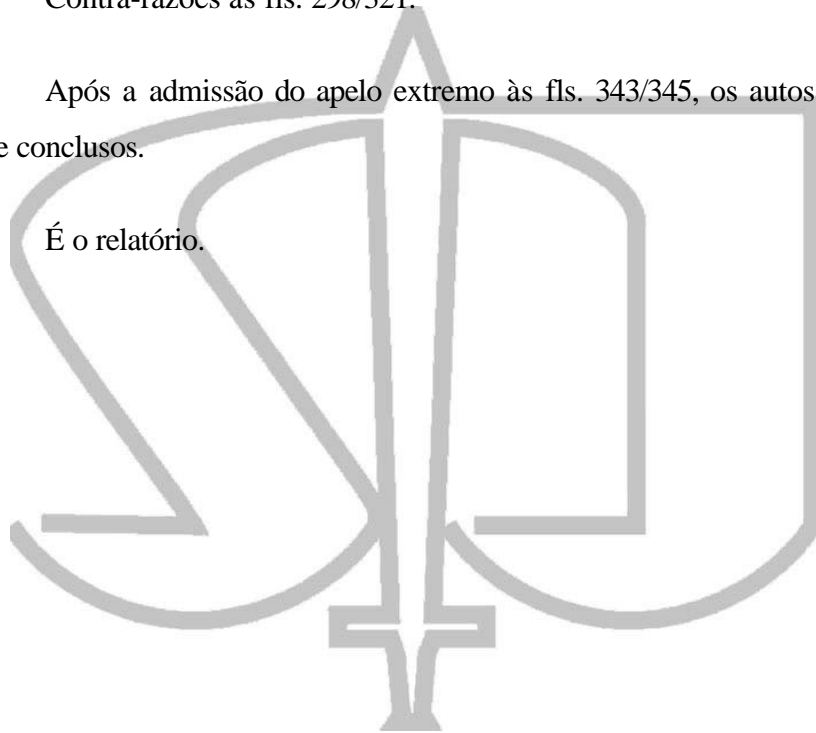 Contra-razões às fls. 298/321.
Após a admissão do apelo extremo às fls. 343/345, os autos
e conclusos.
É o relatório.